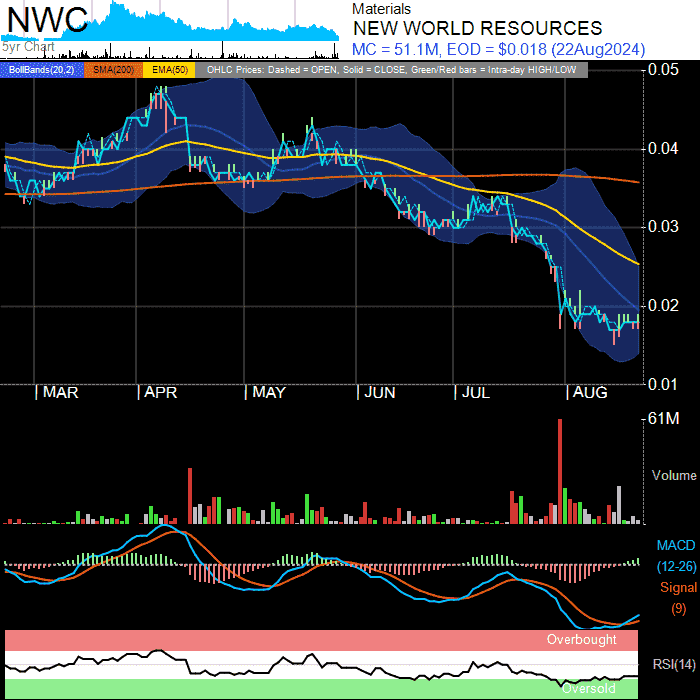 NWC
5yr Chart
Materials
NEW WORLD RESOURCES
MC = 51.1M, EOD = $0.018 (22Aug2024)
BollBands(20,2) SMA(200) EMA(50) OHLC Prices: Dashed = OPEN, Solid = CLOSE, Green/Red bars = Intra-day HIGH/LOW
0.05
0.04
0.03
0.02
0.01
| MAR | APR | MAY | JUN | JUL | AUG
61M
Volume
MACD
(12-26)
Signal
(9)
Overbought
RSI(14)
Oversold